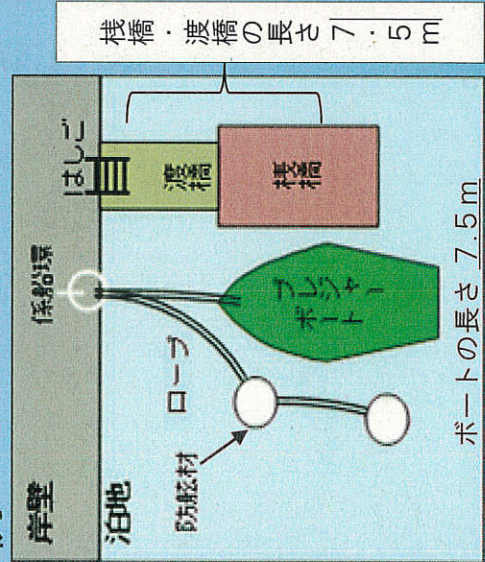 桟橋・渡橋の長さ 7.5m
岸壁
係船環
はしご
泊地
渡橋
桟橋
ロープ
プレジャー
ボート
防舷材
ボートの長さ 7.5m